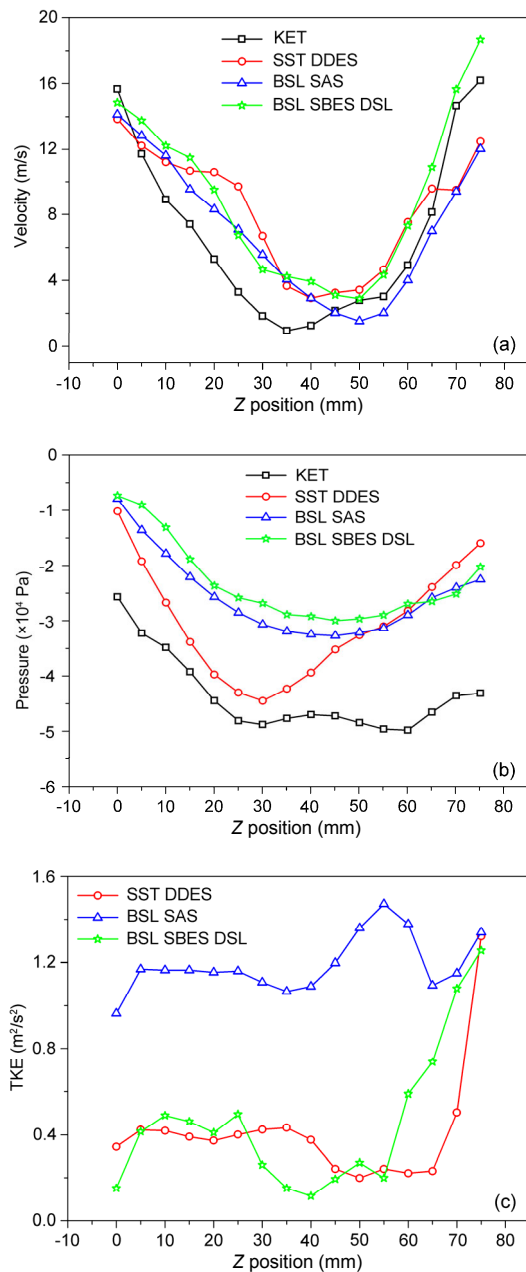 20
16
12
8
4
0
Velocity (m/s)
KET
SST DDES
BSL SAS
BSL SBES DSL
(a)
-10 0 10 20 30 40 50 60 70 80
Z position (mm)
0
-1
-2
-3
-4
-5
-6
Pressure (×10⁴ Pa)
KET
SST DDES
BSL SAS
BSL SBES DSL
(b)
-10 0 10 20 30 40 50 60 70 80
Z position (mm)
1.6
1.2
0.8
0.4
0.0
TKE (m²/s²)
SST DDES
BSL SAS
BSL SBES DSL
(c)
-10 0 10 20 30 40 50 60 70 80
Z position (mm)